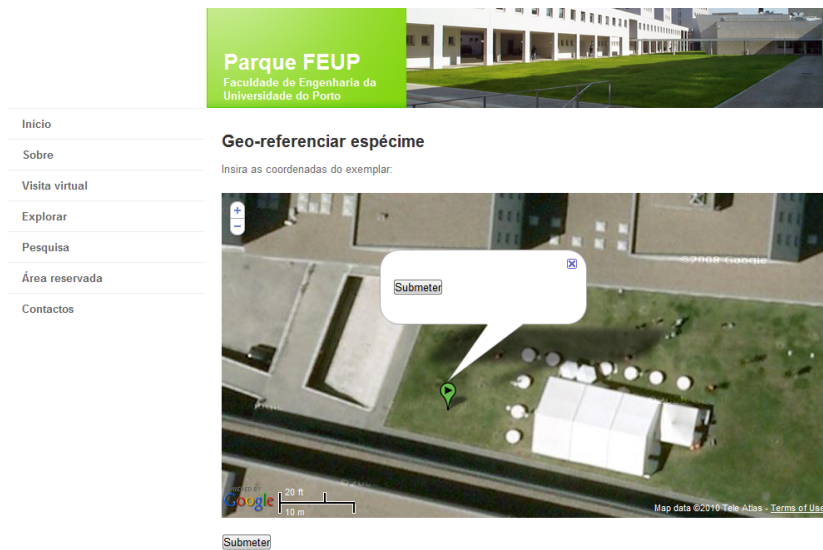 Parque FEUP
Faculdade de Engenharia da
Universidade do Porto
Início
Sobre
Visita virtual
Explorar
Pesquisa
Área reservada
Contactos
Geo-referenciar espécime
Insira as coordenadas do exemplar:
+
-
©2008 Google
Submeter
POWERED BY
Google
20 ft
10 m
Map data ©2010 Tele Atlas - Terms of Use
Submeter